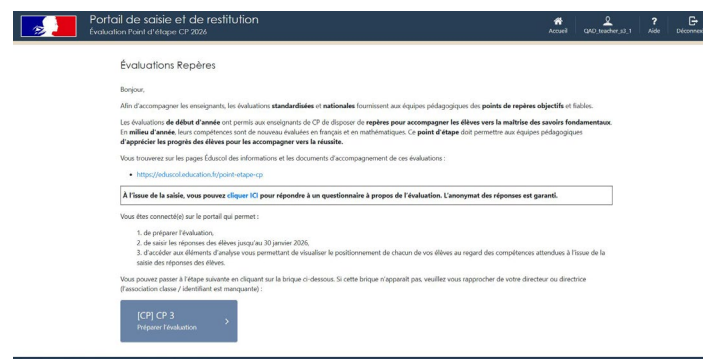 Portail de saisie et de restitution
Évaluation Point d'étape CP 2026
Accueil
QAD_teacher_s3_1
Aide
Déconnex
Évaluations Repères
Bonjour,
Afin d'accompagner les enseignants, les évaluations standardisées et nationales fournissent aux équipes pédagogiques des points de repères objectifs et fiables.
Les évaluations de début d'année ont permis aux enseignants de CP de disposer de repères pour accompagner les élèves vers la maîtrise des savoirs fondamentaux.
En milieu d'année, leurs compétences sont de nouveau évaluées en français et en mathématiques. Ce point d'étape doit permettre aux équipes pédagogiques
d'apprécier les progrès des élèves pour les accompagner vers la réussite.
Vous trouverez sur les pages Éduscol des informations et les documents d'accompagnement de ces évaluations :
• https://eduscol.education.fr/point-etape-cp
À l'issue de la saisie, vous pouvez cliquer ICI pour répondre à un questionnaire à propos de l'évaluation. L'anonymat des réponses est garanti.
Vous êtes connecté(e) sur le portail qui permet :
1. de préparer l'évaluation,
2. de saisir les réponses des élèves jusqu'au 30 janvier 2026,
3. d'accéder aux éléments d'analyse vous permettant de visualiser le positionnement de chacun de vos élèves au regard des compétences attendues à l'issue de la
saisie des réponses des élèves.
Vous pouvez passer à l'étape suivante en cliquant sur la brique ci-dessous. Si cette brique n'apparaît pas, veuillez vous rapprocher de votre directeur ou directrice
(l'association classe / identifiant est manquante) :
[CP] CP 3
Préparer l'évaluation